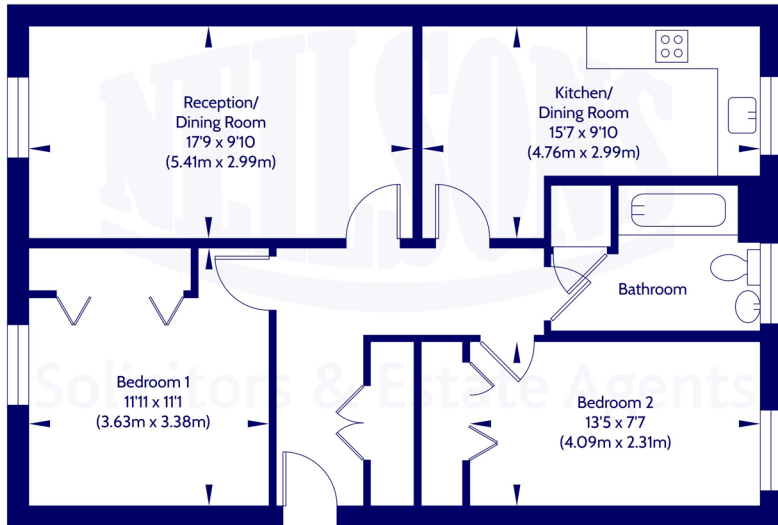 NEILSONS
Solicitors & Estate Agents
Reception/
Dining Room
17'9 x 9'10
(5.41m x 2.99m)
Kitchen/
Dining Room
15'7 x 9'10
(4.76m x 2.99m)
Bathroom
Bedroom 1
11'11 x 11'1
(3.63m x 3.38m)
Bedroom 2
13'5 x 7'7
(4.09m x 2.31m)